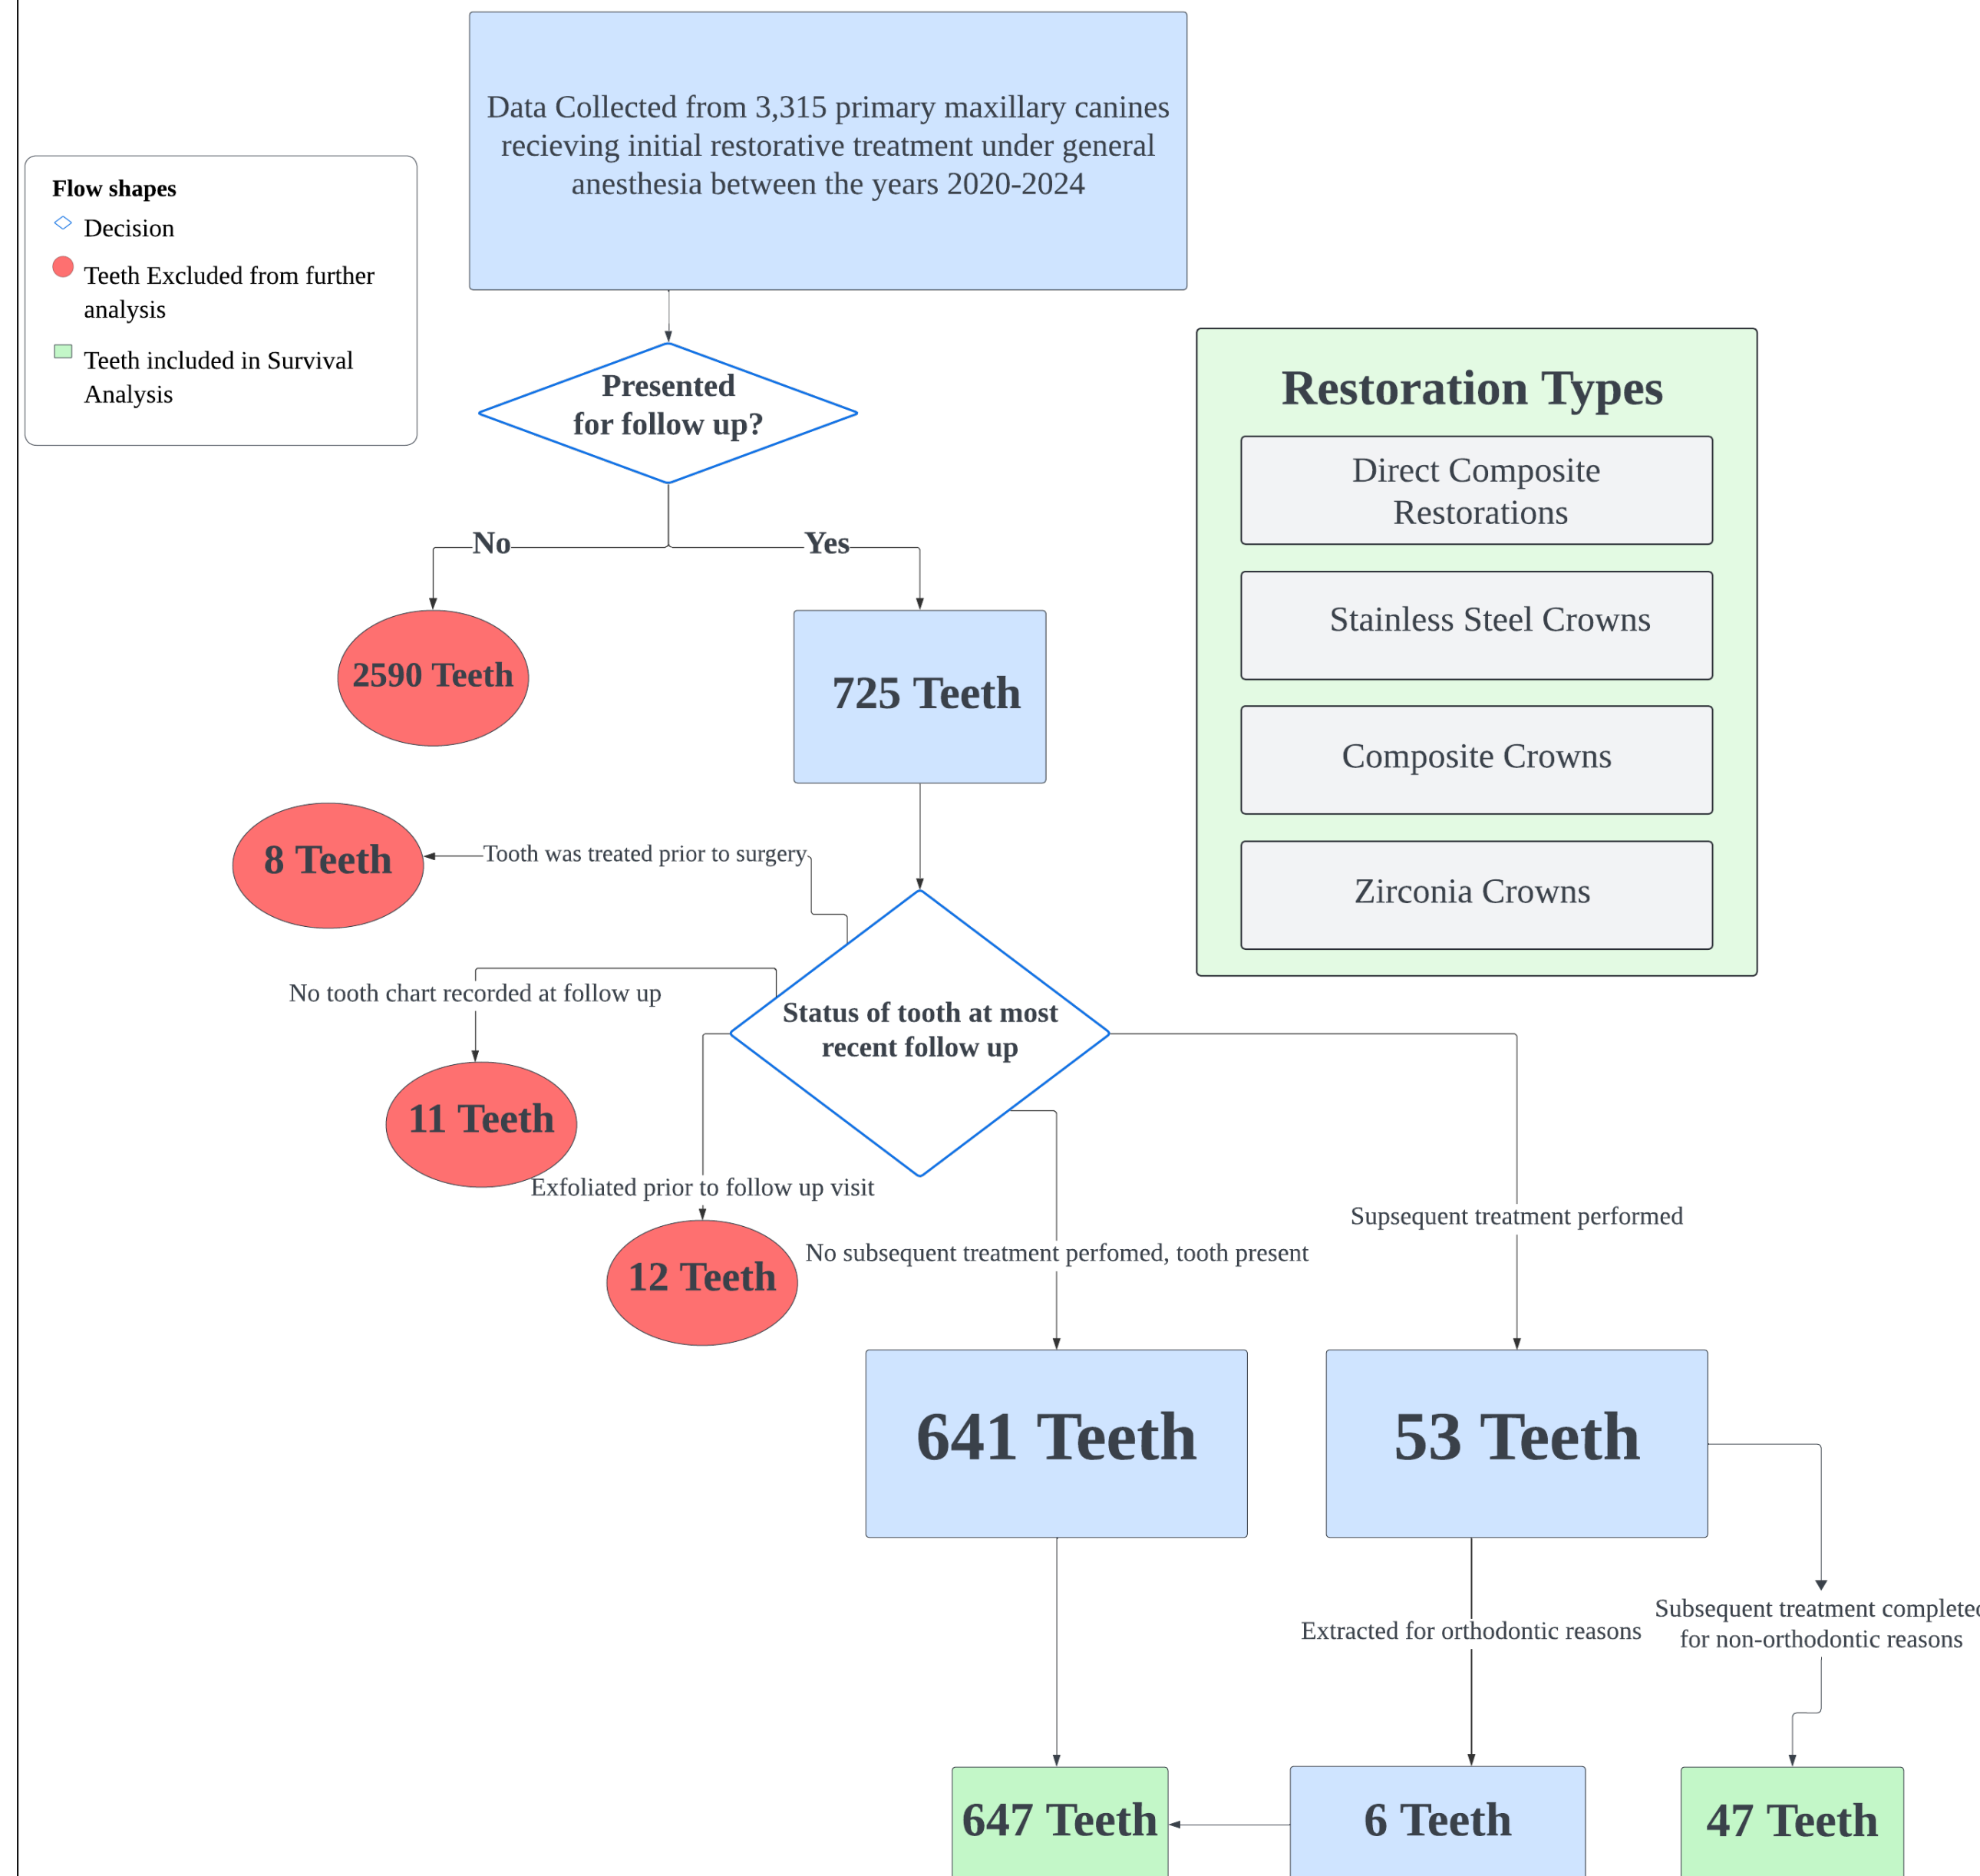 Data Collected from 3,315 primary maxillary canines
recieving initial restorative treatment under general
anesthesia between the years 2020-2024
Flow shapes
Decision
Teeth Excluded from further
analysis
Teeth included in Survival
Analysis
Presented
for follow up?
No
Yes
2590 Teeth
725 Teeth
Restoration Types
Direct Composite
Restorations
Stainless Steel Crowns
Composite Crowns
Zirconia Crowns
8 Teeth
Tooth was treated prior to surgery
No tooth chart recorded at follow up
Status of tooth at most
recent follow up
11 Teeth
Exfoliated prior to follow up visit
12 Teeth
No subsequent treatment perfomed, tooth present
Supsequent treatment performed
641 Teeth
53 Teeth
Extracted for orthodontic reasons
Subsequent treatment completed
for non-orthodontic reasons
647 Teeth
6 Teeth
47 Teeth